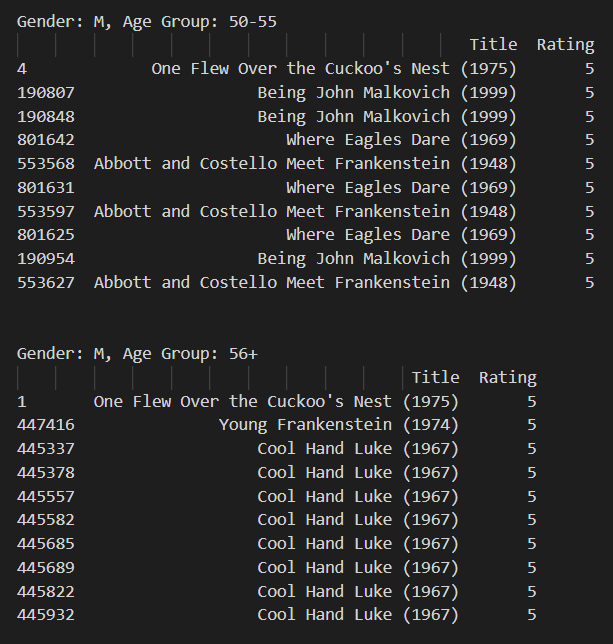 Gender: M, Age Group: 50-55
Title Rating
4 One Flew Over the Cuckoo's Nest (1975) 5
190807 Being John Malkovich (1999) 5
190848 Being John Malkovich (1999) 5
801642 Where Eagles Dare (1969) 5
553568 Abbott and Costello Meet Frankenstein (1948) 5
801631 Where Eagles Dare (1969) 5
553597 Abbott and Costello Meet Frankenstein (1948) 5
801625 Where Eagles Dare (1969) 5
190954 Being John Malkovich (1999) 5
553627 Abbott and Costello Meet Frankenstein (1948) 5
Gender: M, Age Group: 56+
Title Rating
1 One Flew Over the Cuckoo's Nest (1975) 5
447416 Young Frankenstein (1974) 5
445337 Cool Hand Luke (1967) 5
445378 Cool Hand Luke (1967) 5
445557 Cool Hand Luke (1967) 5
445582 Cool Hand Luke (1967) 5
445685 Cool Hand Luke (1967) 5
445689 Cool Hand Luke (1967) 5
445822 Cool Hand Luke (1967) 5
445932 Cool Hand Luke (1967) 5